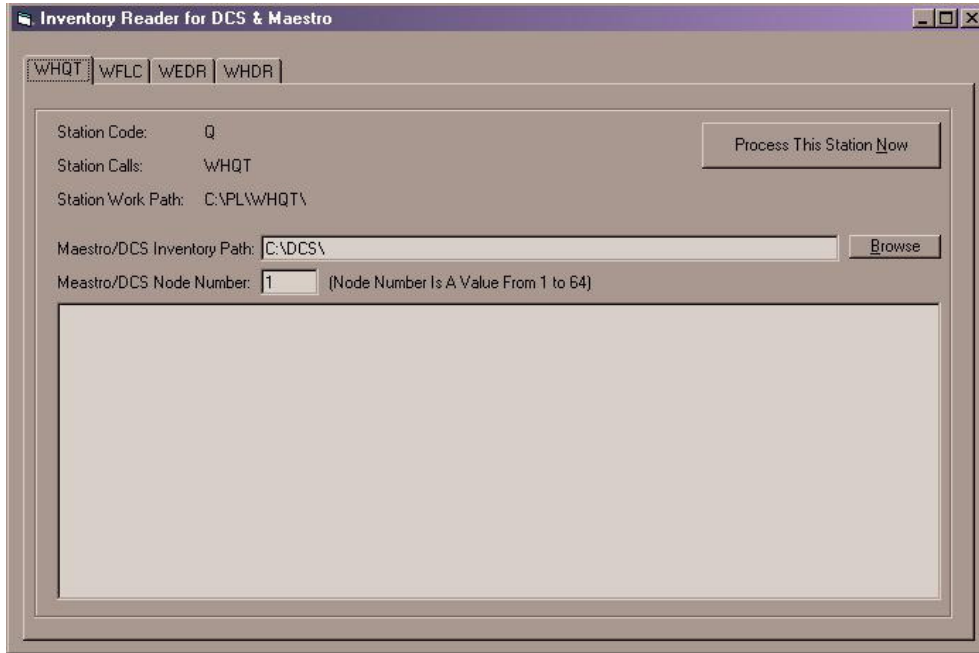 Inventory Reader for DCS & Maestro
WHQT WFLC WEDR WHDR
Station Code: Q
Process This Station Now
Station Calls: WHQT
Station Work Path: C:\PL\WHQT\
Maestro/DCS Inventory Path: C:\DCS\ Browse
Meastro/DCS Node Number: 1 (Node Number Is A Value From 1 to 64)